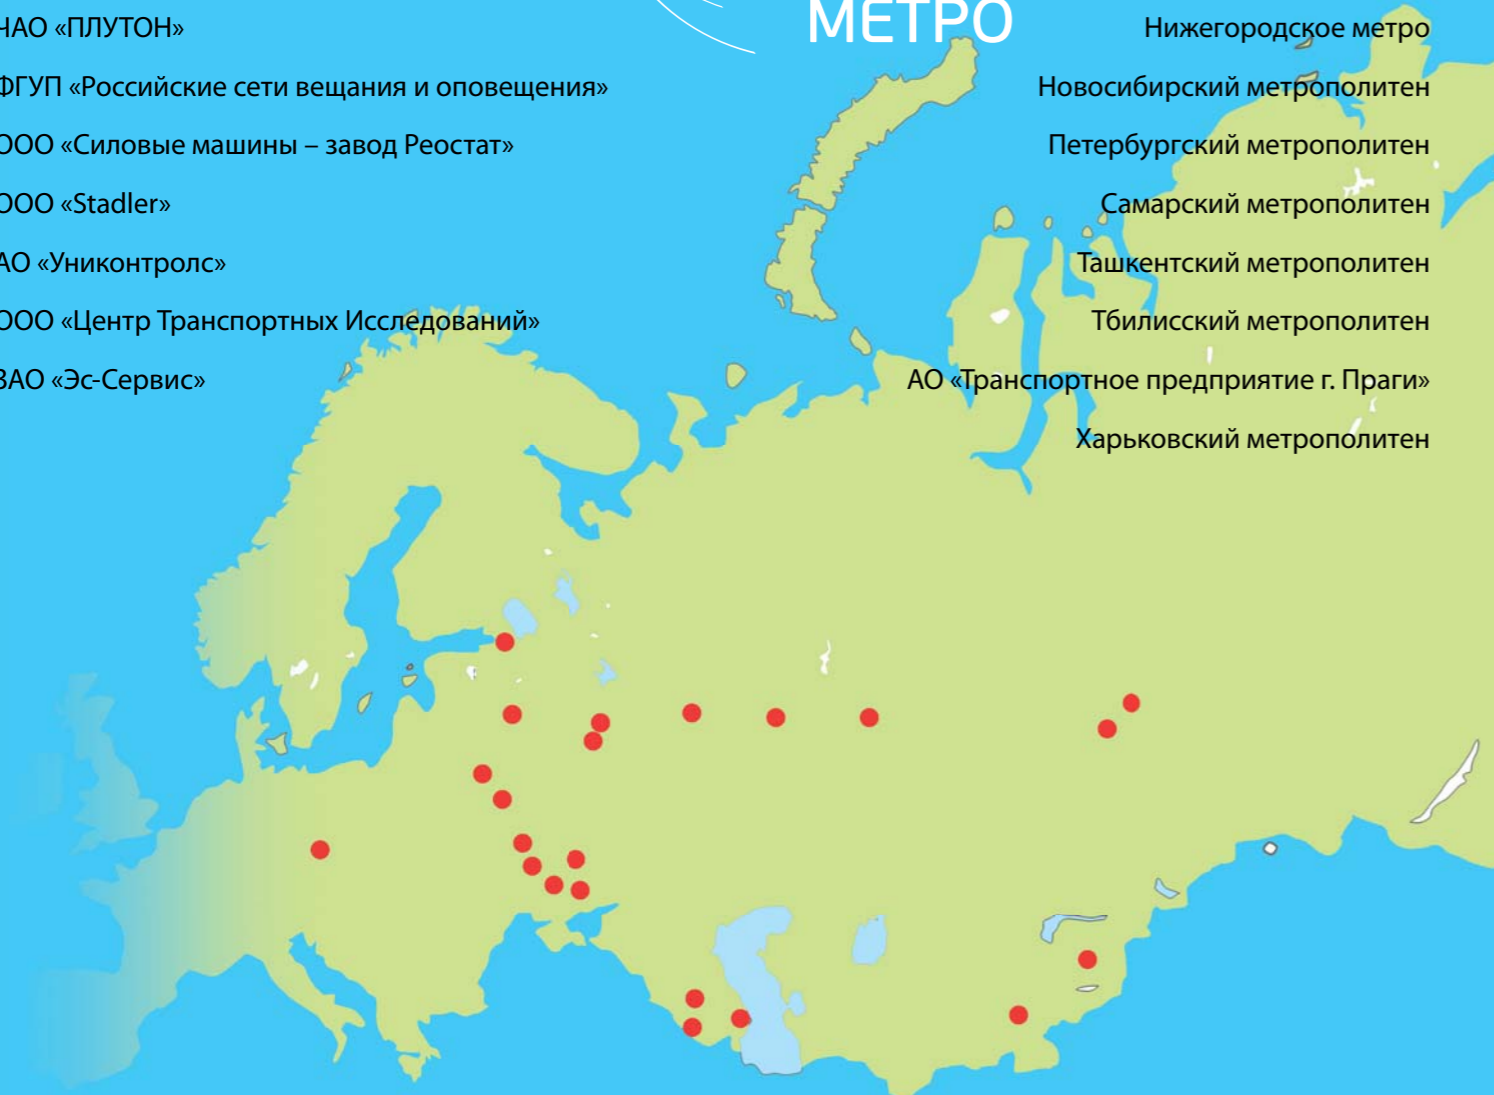 МЕТРО
ЧАО «ПЛУТОН»
ФГУП «Российские сети вещания и оповещения»
ООО «Силовые машины – завод Реостат»
ООО «Stadler»
АО «Униконтролс»
ООО «Центр Транспортных Исследований»
ЗАО «Эс-Сервис»
Нижегородское метро
Новосибирский метрополитен
Петербургский метрополитен
Самарский метрополитен
Ташкентский метрополитен
Тбилисский метрополитен
АО «Транспортное предприятие г. Праги»
Харьковский метрополитен